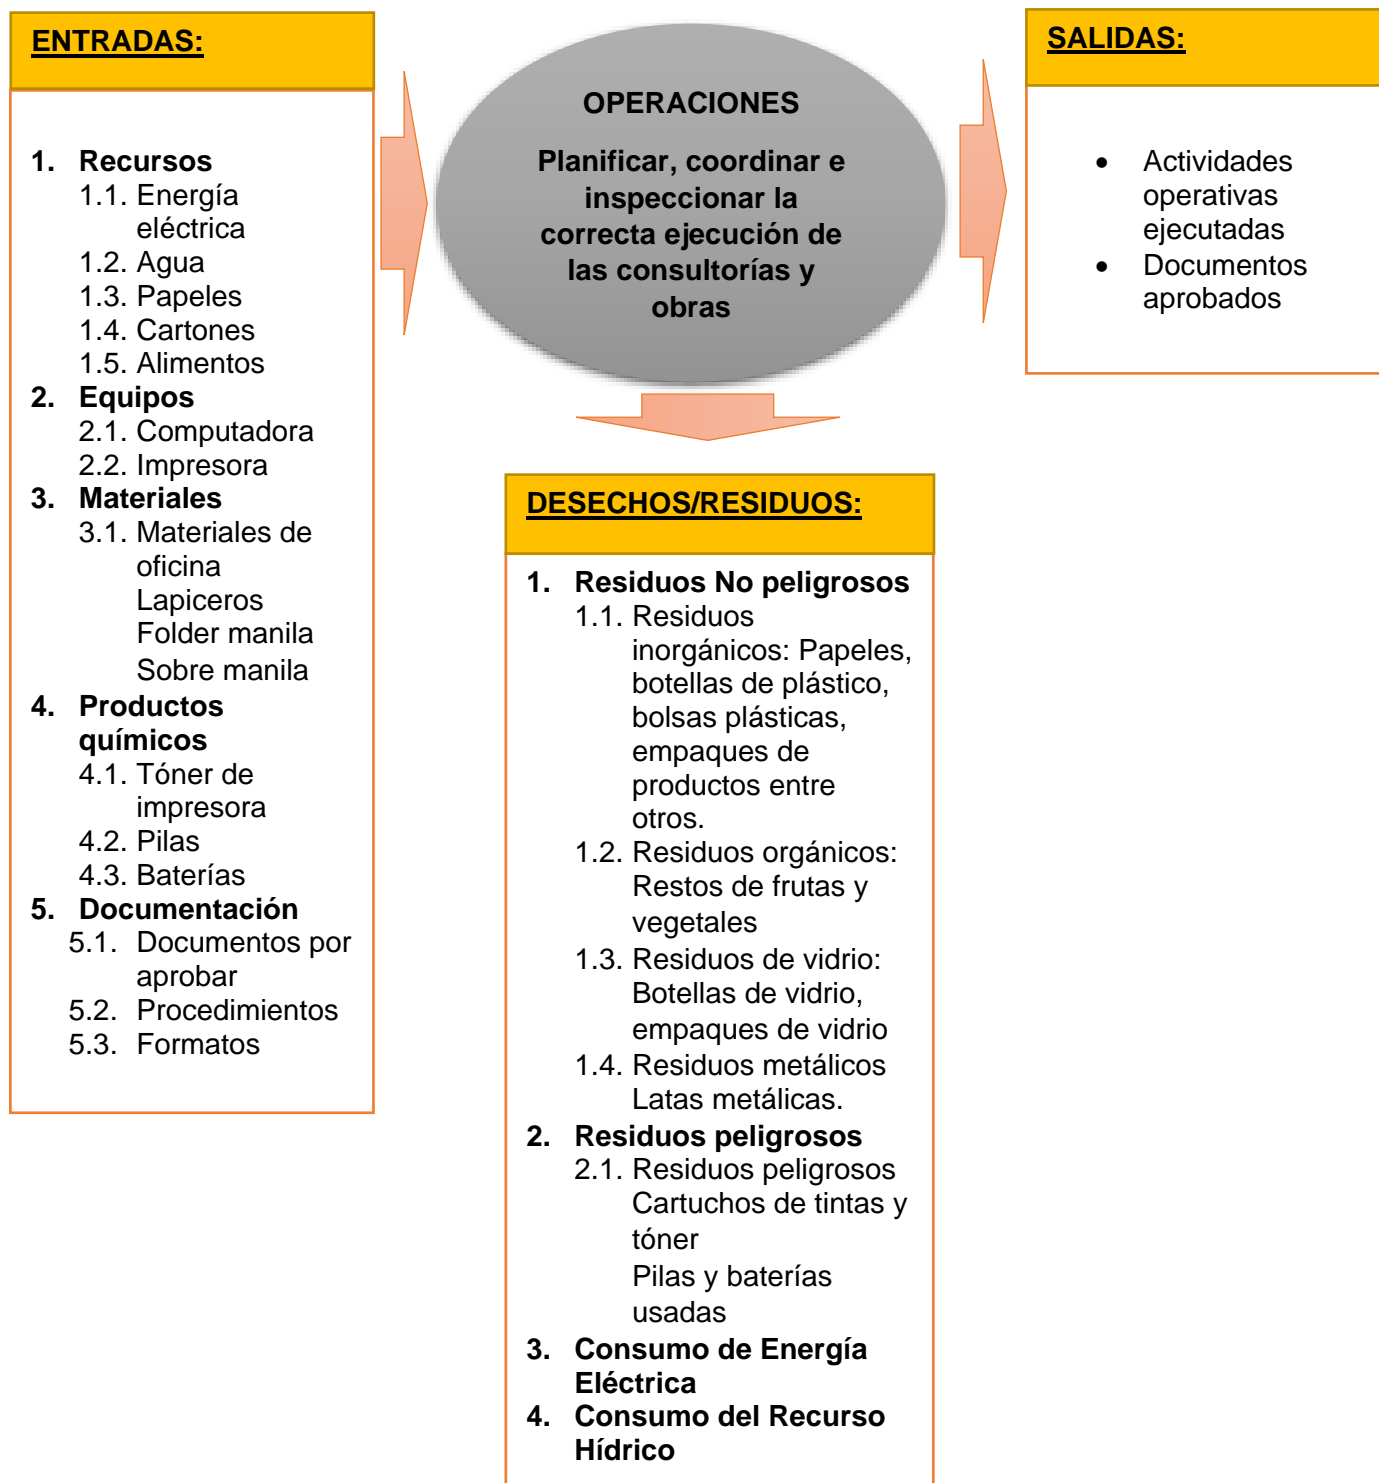 ENTRADAS:
1. Recursos
1.1. Energía
eléctrica
1.2. Agua
1.3. Papeles
1.4. Cartones
1.5. Alimentos
2. Equipos
2.1. Computadora
2.2. Impresora
3. Materiales
3.1. Materiales de
oficina
Lapiceros
Folder manila
Sobre manila
4. Productos
químicos
4.1. Tóner de
impresora
4.2. Pilas
4.3. Baterías
5. Documentación
5.1. Documentos por
aprobar
5.2. Procedimientos
5.3. Formatos
OPERACIONES
Planificar, coordinar e
inspeccionar la
correcta ejecución de
las consultorías y
obras
SALIDAS:
• Actividades
operativas
ejecutadas
• Documentos
aprobados
DESECHOS/RESIDUOS:
1. Residuos No peligrosos
1.1. Residuos
inorgánicos: Papeles,
botellas de plástico,
bolsas plásticas,
empaques de
productos entre
otros.
1.2. Residuos orgánicos:
Restos de frutas y
vegetales
1.3. Residuos de vidrio:
Botellas de vidrio,
empaques de vidrio
1.4. Residuos metálicos
Latas metálicas.
2. Residuos peligrosos
2.1. Residuos peligrosos
Cartuchos de tintas y
tóner
Pilas y baterías
usadas
3. Consumo de Energía
Eléctrica
4. Consumo del Recurso
Hídrico